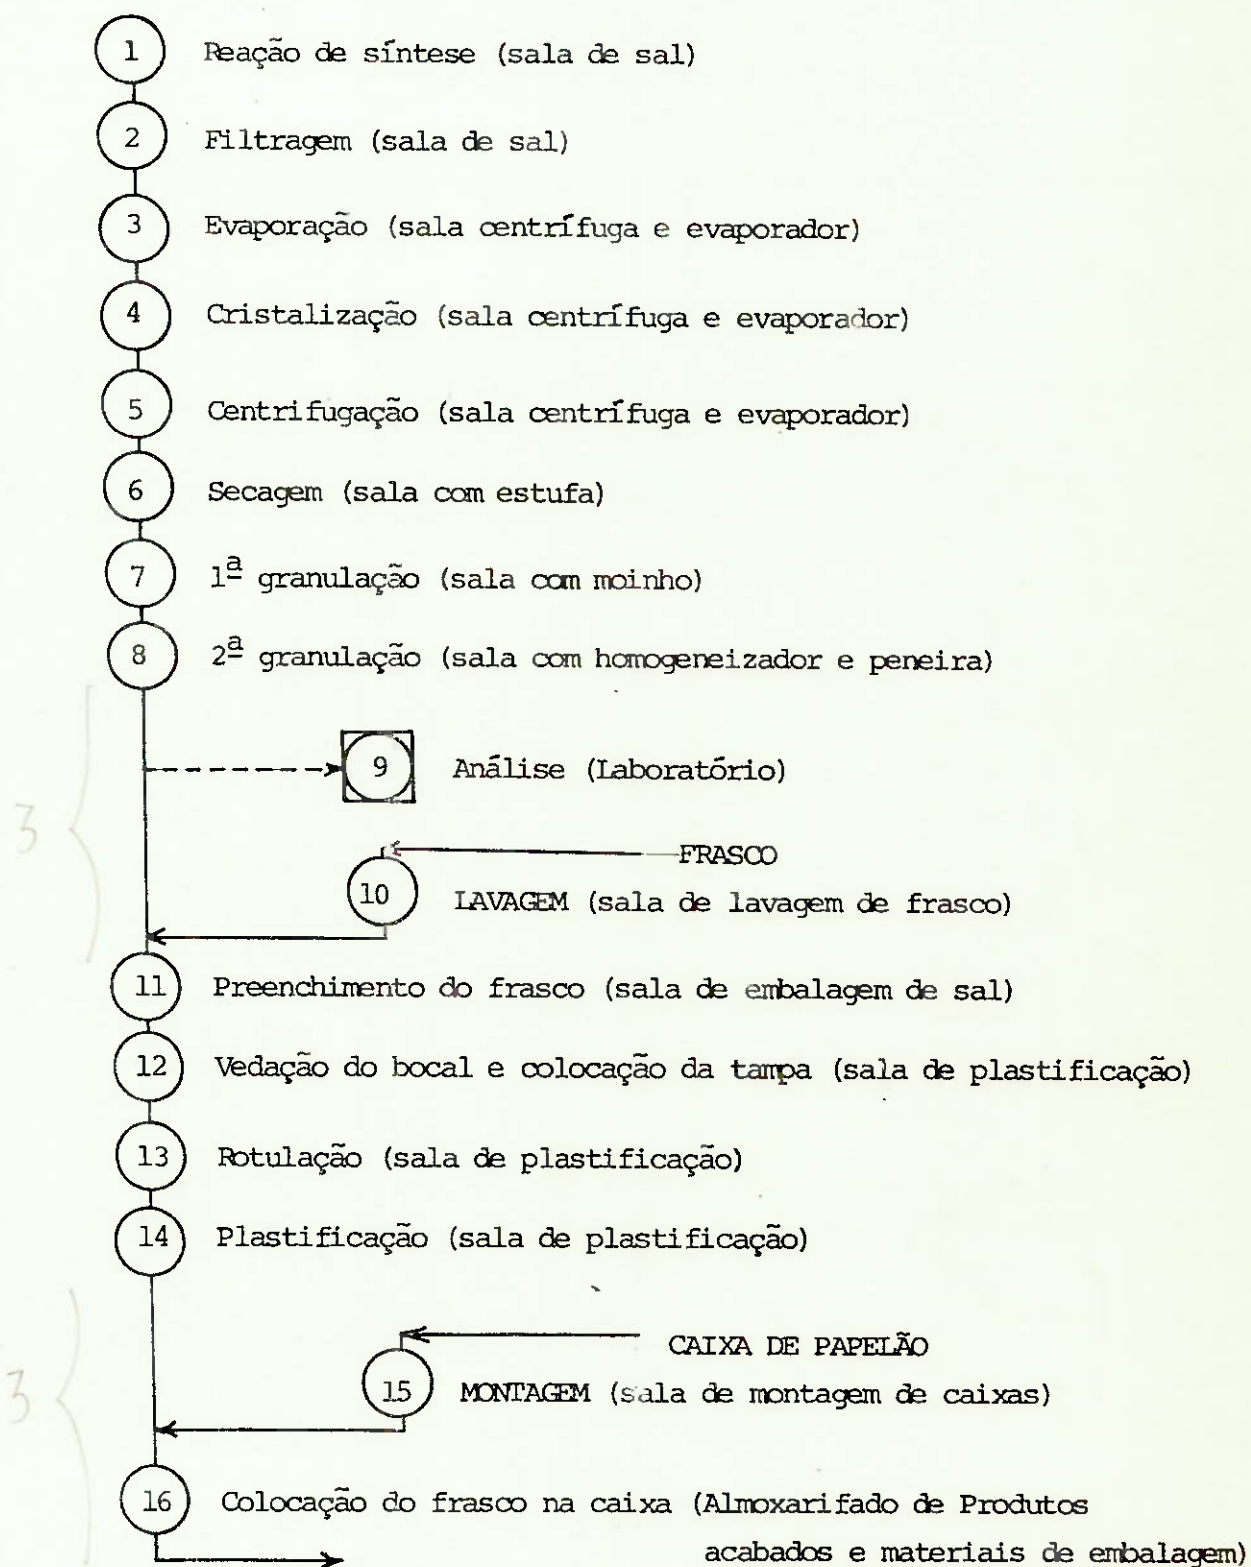 1 Reação de síntese (sala de sal)
2 Filtragem (sala de sal)
3 Evaporação (sala centrífuga e evaporador)
4 Cristalização (sala centrífuga e evaporador)
5 Centrifugação (sala centrífuga e evaporador)
6 Secagem (sala com estufa)
7 1ª granulação (sala com moinho)
8 2ª granulação (sala com homogeneizador e peneira)
9 Análise (Laboratório)
3
FRASCO
10 LAVAGEM (sala de lavagem de frasco)
11 Preenchimento do frasco (sala de embalagem de sal)
12 Vedação do bocal e colocação da tampa (sala de plastificação)
13 Rotulação (sala de plastificação)
14 Plastificação (sala de plastificação)
CAIXA DE PAPELÃO
3
15 MONTAGEM (sala de montagem de caixas)
16 Colocação do frasco na caixa (Almoxarifado de Produtos
acabados e materiais de embalagem)